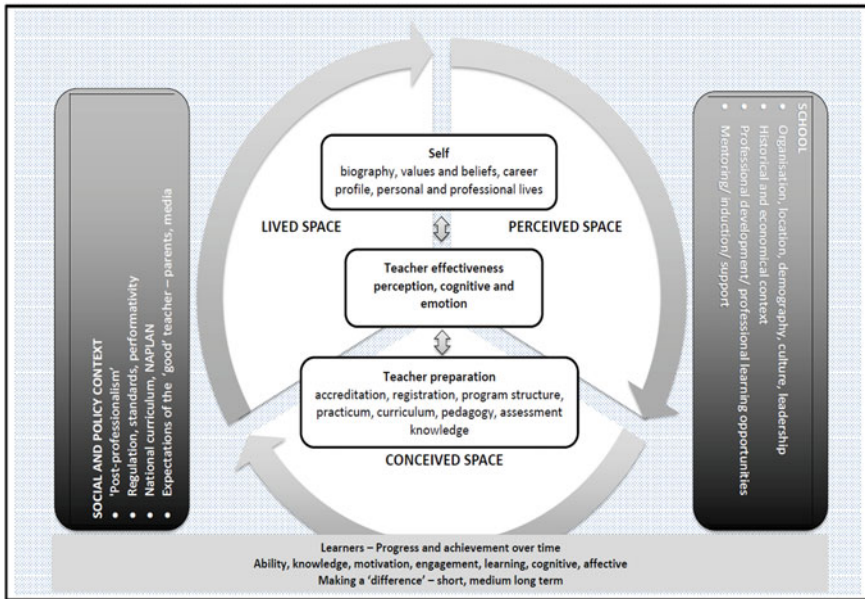 Self
biography, values and beliefs, career
profile, personal and professional lives
LIVED SPACE
PERCEIVED SPACE
Teacher effectiveness
perception, cognitive and
emotion
Teacher preparation
accreditation, registration, program structure,
practicum, curriculum, pedagogy, assessment
knowledge
CONCEIVED SPACE
SOCIAL AND POLICY CONTEXT
• 'Post-professionalism'
• Regulation, standards, performativity
• National curriculum, NAPLAN
• Expectations of the 'good' teacher – parents, media
SCHOOL
• Organisation, location, demography, culture, leadership
• Historical and economical context
• Professional development/ professional learning opportunities
• Mentoring/ induction/ support
Learners – Progress and achievement over time
Ability, knowledge, motivation, engagement, learning, cognitive, affective
Making a 'difference' – short, medium long term